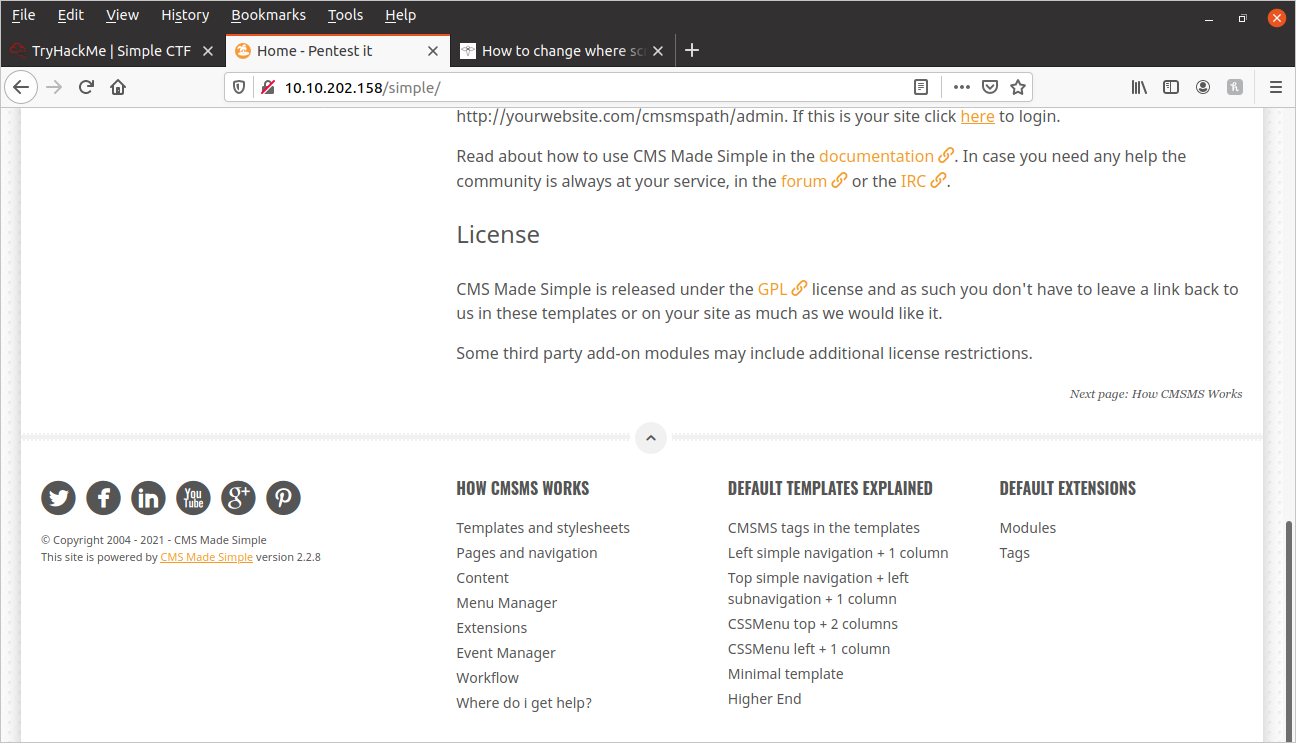 File Edit View History Bookmarks Tools Help
TryHackMe | Simple CTF
Home - Pentest it
How to change where scr
10.10.202.158/simple/
http://yourwebsite.com/cmsmspath/admin. If this is your site click here to login.
Read about how to use CMS Made Simple in the documentation. In case you need any help the
community is always at your service, in the forum or the IRC.
License
CMS Made Simple is released under the GPL license and as such you don't have to leave a link back to
us in these templates or on your site as much as we would like it.
Some third party add-on modules may include additional license restrictions.
Next page: How CMSMS Works
You
Tube
© Copyright 2004 - 2021 - CMS Made Simple
This site is powered by CMS Made Simple version 2.2.8
HOW CMSMS WORKS
Templates and stylesheets
Pages and navigation
Content
Menu Manager
Extensions
Event Manager
Workflow
Where do i get help?
DEFAULT TEMPLATES EXPLAINED
CMSMS tags in the templates
Left simple navigation + 1 column
Top simple navigation + left
subnavigation + 1 column
CSSMenu top + 2 columns
CSSMenu left + 1 column
Minimal template
Higher End
DEFAULT EXTENSIONS
Modules
Tags